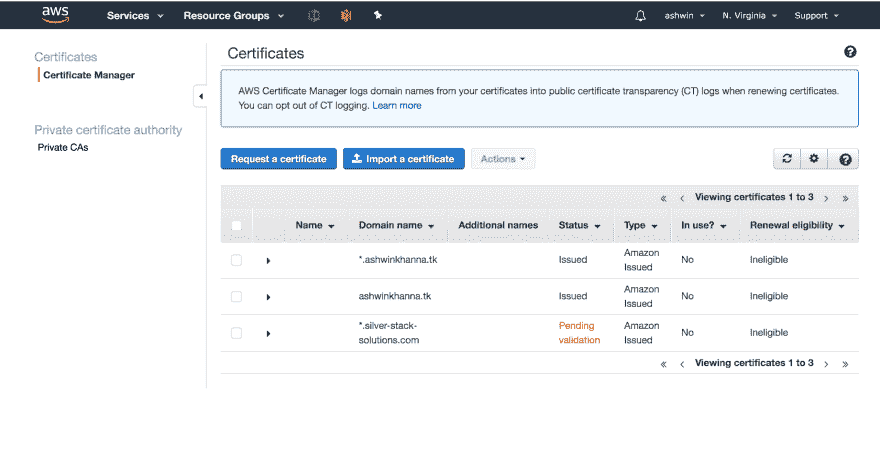 aws Services Resource Groups ashwin N. Virginia Support
Certificates
Certificate Manager
Private certificate authority
Private CAs
Certificates
AWS Certificate Manager logs domain names from your certificates into public certificate transparency (CT) logs when renewing certificates.
You can opt out of CT logging. Learn more
Request a certificate Import a certificate Actions
« ‹ Viewing certificates 1 to 3 › »
Name Domain name Additional names Status Type In use? Renewal eligibility
*.ashwinkhanna.tk Issued Amazon Issued No Ineligible
ashwinkhanna.tk Issued Amazon Issued No Ineligible
*.silver-stack-solutions.com Pending validation Amazon Issued No Ineligible
« ‹ Viewing certificates 1 to 3 › »